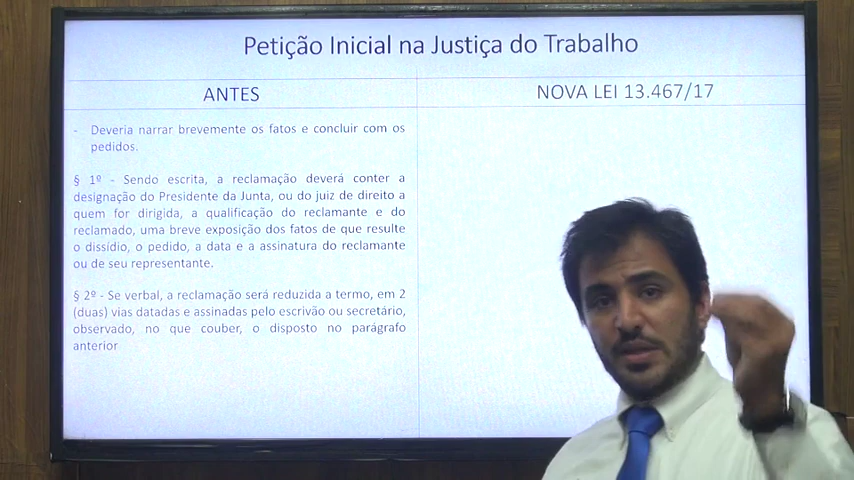 Petição Inicial na Justiça do Trabalho
ANTES
NOVA LEI 13.467/17
- Deveria narrar brevemente os fatos e concluir com os
pedidos.
§ 1º - Sendo escrita, a reclamação deverá conter a
designação do Presidente da Junta, ou do juiz de direito a
quem for dirigida, a qualificação do reclamante e do
reclamado, uma breve exposição dos fatos de que resulte
o dissídio, o pedido, a data e a assinatura do reclamante
ou de seu representante.
§ 2º - Se verbal, a reclamação será reduzida a termo, em 2
(duas) vias datadas e assinadas pelo escrivão ou secretário,
observado, no que couber, o disposto no parágrafo
anterior